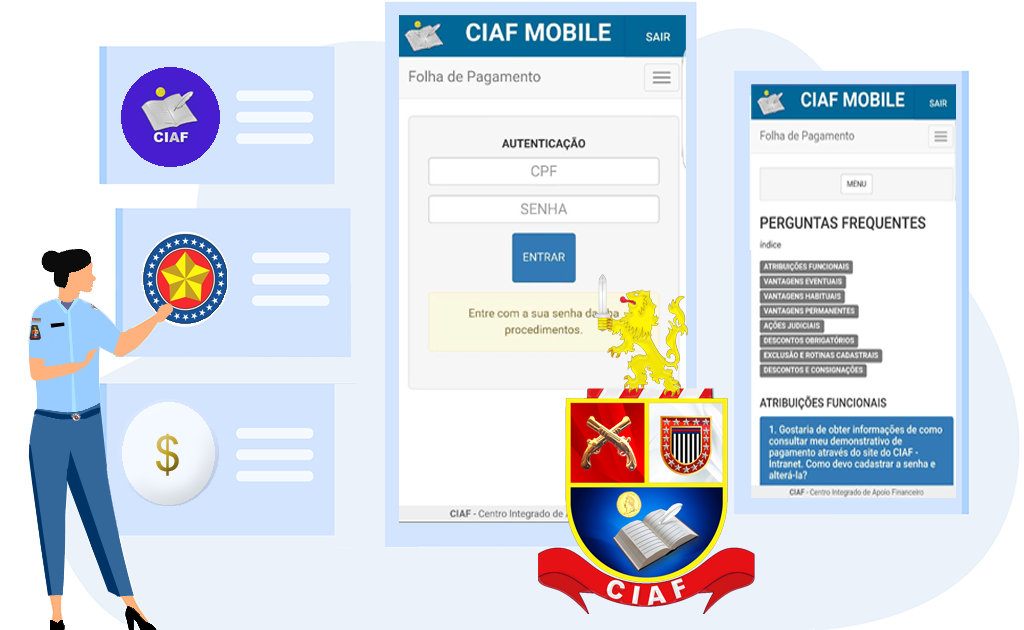 CIAF
$
CIAF MOBILE
SAIR
Folha de Pagamento
AUTENTICAÇÃO
CPF
SENHA
ENTRAR
Entre com a sua senha da
procedimentos.
CIAF - Centro Integrado de
CIAF
CIAF MOBILE
SAIR
Folha de Pagamento
MENU
PERGUNTAS FREQUENTES
índice
ATRIBUIÇÕES FUNCIONAIS
VANTAGENS EVENTUAIS
VANTAGENS HABITUAIS
VANTAGENS PERMANENTES
AÇÕES JUDICIAIS
DESCONTOS OBRIGATÓRIOS
EXCLUSÃO E ROTINAS CADASTRAIS
DESCONTOS E CONSIGNAÇÕES
ATRIBUIÇÕES FUNCIONAIS
1. Gostaria de obter informações de como
consultar meu demonstrativo de
pagamento através do site do CIAF -
Intranet. Como devo cadastrar a senha e
alterá-la?
CIAF - Centro Integrado de Apoio Financeiro